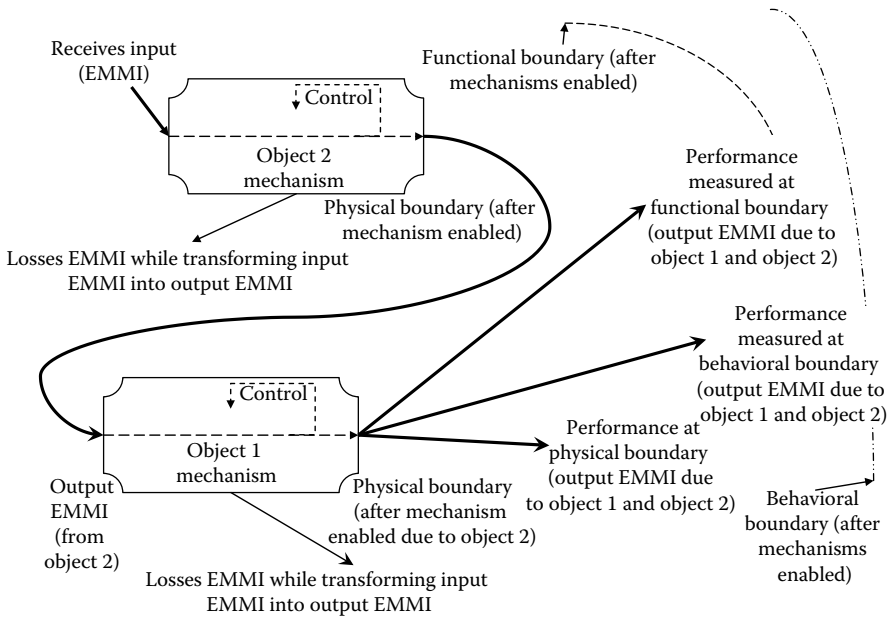 Receives input
(EMMI)
Control
Object 2
mechanism
Physical boundary (after
mechanism enabled)
Losses EMMI while transforming input
EMMI into output EMMI
Functional boundary (after
mechanisms enabled)
Performance
measured at
functional boundary
(output EMMI due to
object 1 and object 2)
Performance
measured at
behavioral boundary
(output EMMI due to
object 1 and object 2)
Control
Object 1
mechanism
Output
EMMI
(from
object 2)
Physical boundary
(after mechanism
enabled due to object 2)
Performance at
physical boundary
(output EMMI due
to object 1 and object 2)
Behavioral
boundary (after
mechanisms
enabled)
Losses EMMI while transforming input
EMMI into output EMMI